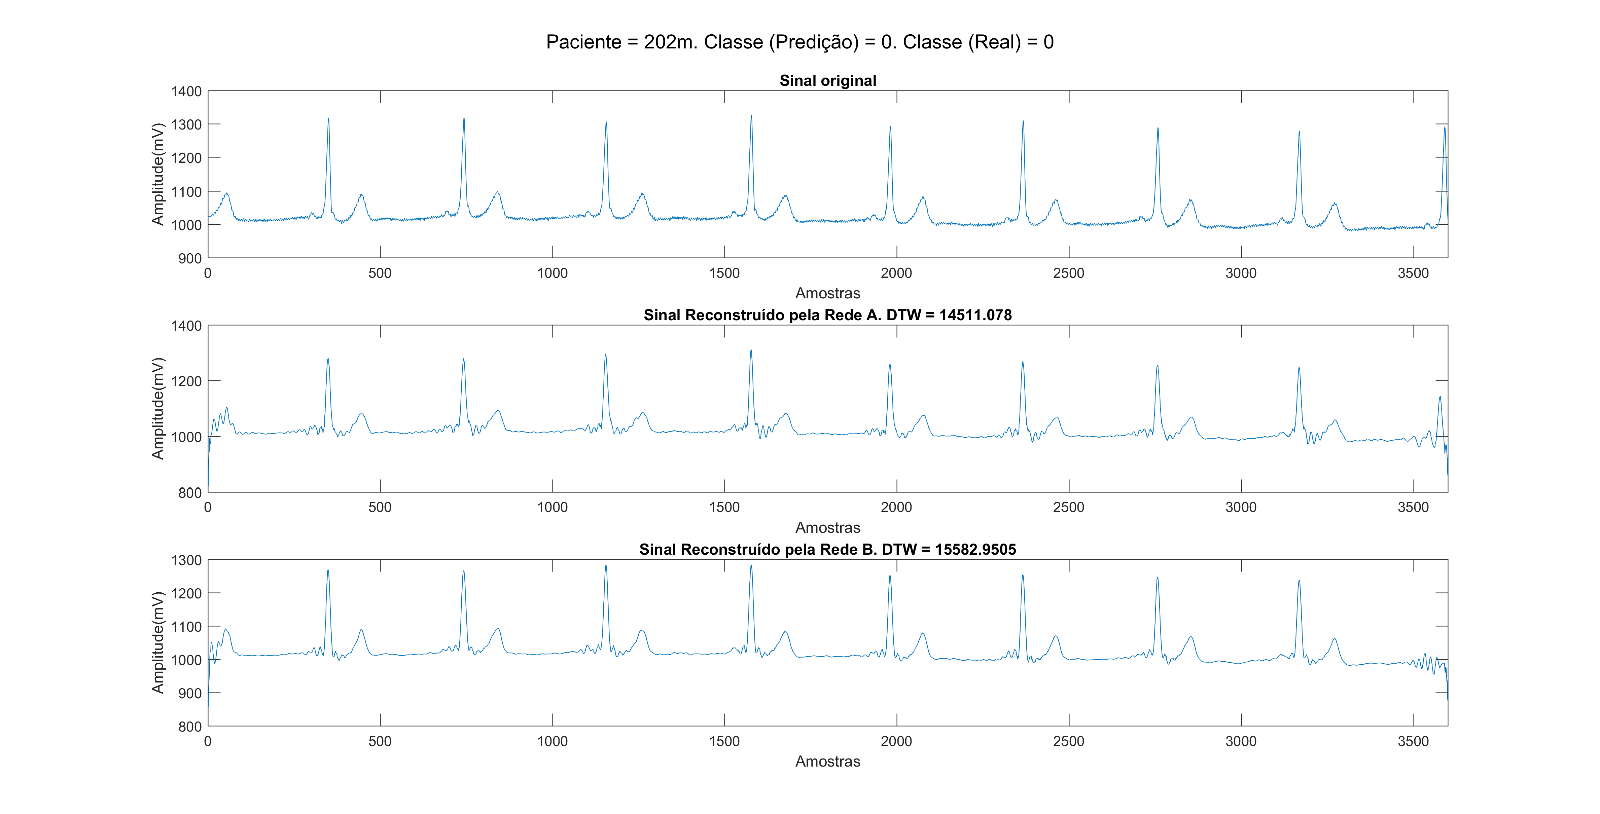 Paciente = 202m. Classe (Predição) = 0. Classe (Real) = 0
Sinal original
1400
1300
1200
1100
1000
900
Amplitude(mV)
0 500 1000 1500 2000 2500 3000 3500
Amostras
Sinal Reconstruído pela Rede A. DTW = 14511.078
1400
1200
1000
800
Amplitude(mV)
0 500 1000 1500 2000 2500 3000 3500
Amostras
Sinal Reconstruído pela Rede B. DTW = 15582.9505
1300
1200
1100
1000
900
800
Amplitude(mV)
0 500 1000 1500 2000 2500 3000 3500
Amostras